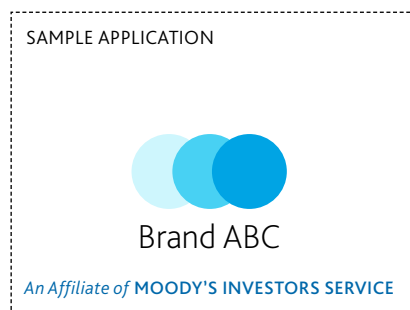 SAMPLE APPLICATION
Brand ABC
An Affiliate of MOODY'S INVESTORS SERVICE